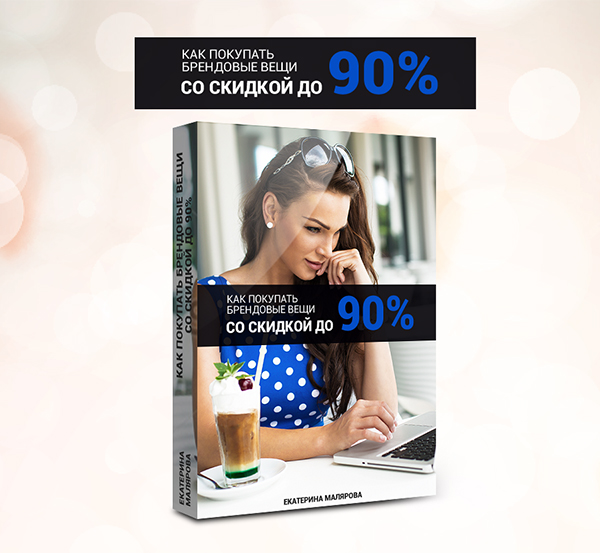 КАК ПОКУПАТЬ
БРЕНДОВЫЕ ВЕЩИ
СО СКИДКОЙ ДО 90%
КАК ПОКУПАТЬ БРЕНДОВЫЕ ВЕЩИ
СО СКИДКОЙ ДО 90%
ЕКАТЕРИНА
МАЛЯРОВА
КАК ПОКУПАТЬ
БРЕНДОВЫЕ ВЕЩИ
СО СКИДКОЙ ДО 90%
ЕКАТЕРИНА МАЛЯРОВА